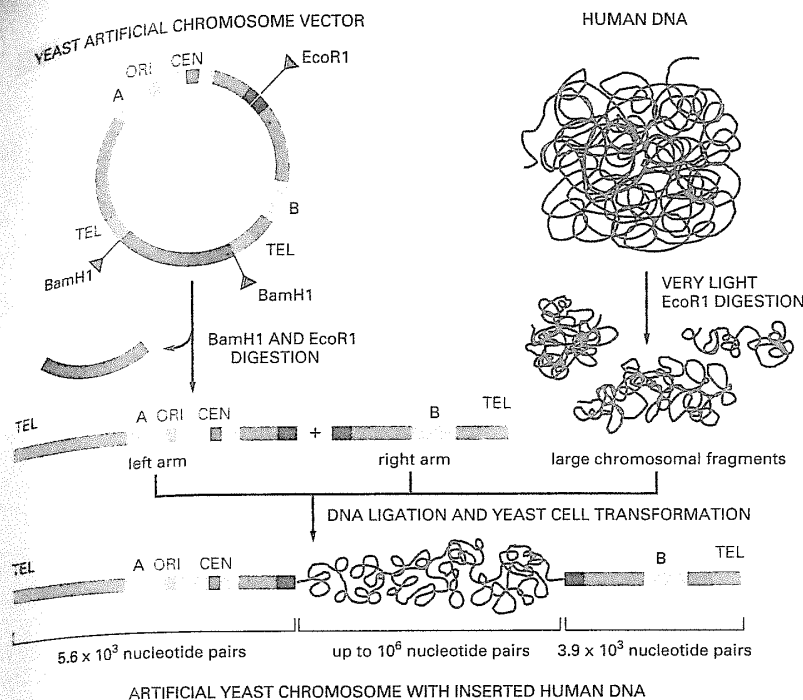 YEAST ARTIFICIAL CHROMOSOME VECTOR
HUMAN DNA
ORI
CEN
EcoR1
A
B
TEL
TEL
BamH1
BamH1
VERY LIGHT
EcoR1 DIGESTION
BamH1 AND EcoR1
DIGESTION
TEL
A ORI CEN
+
B
TEL
left arm
right arm
large chromosomal fragments
DNA LIGATION AND YEAST CELL TRANSFORMATION
TEL
A ORI CEN
B
TEL
5.6 x 10³ nucleotide pairs
up to 10⁶ nucleotide pairs
3.9 x 10³ nucleotide pairs
ARTIFICIAL YEAST CHROMOSOME WITH INSERTED HUMAN DNA